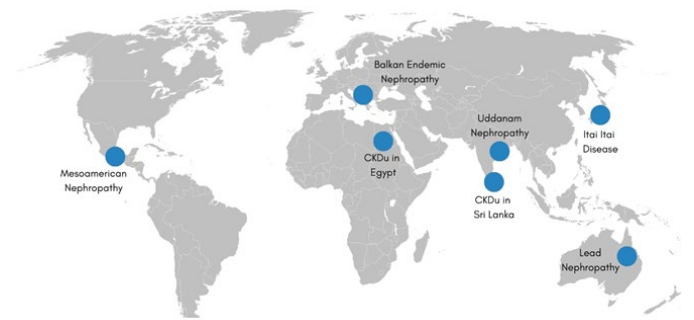 Balkan Endemic
Nephropathy
Uddanam
Nephropathy
Itai Itai
Disease
CKDu in
Egypt
Mesoamerican
Nephropathy
CKDu in
Sri Lanka
Lead
Nephropathy